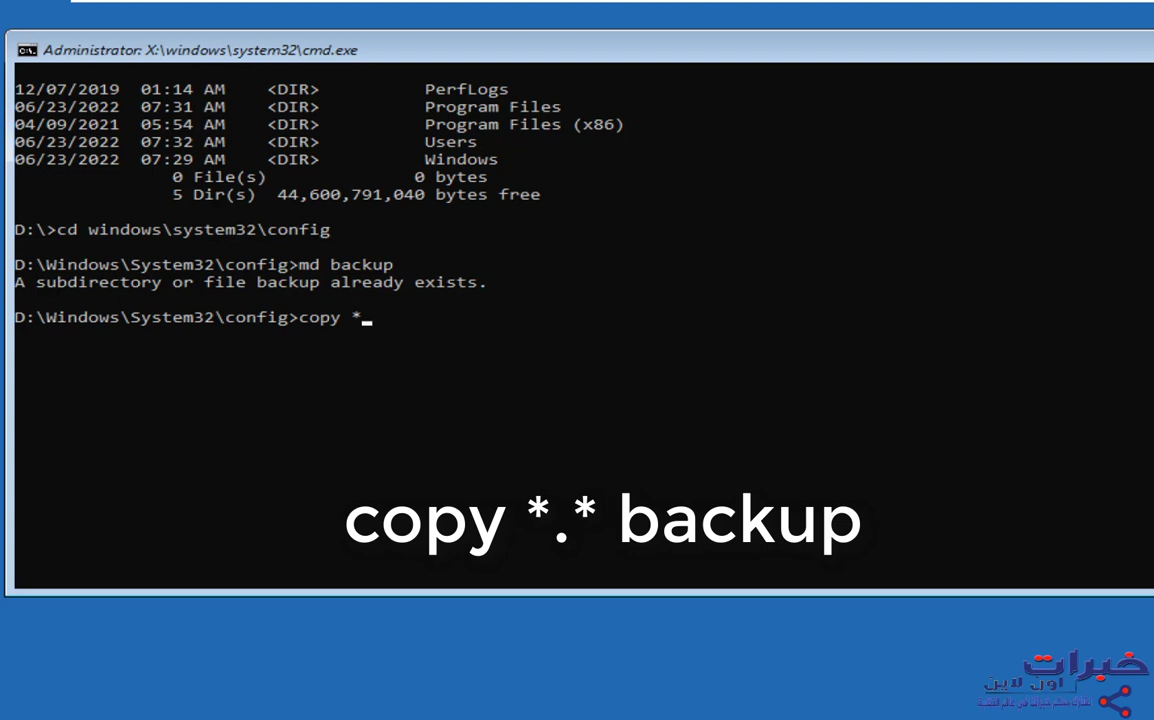 Administrator: X:\windows\system32\cmd.exe
12/07/2019  01:14 AM    <DIR>          PerfLogs
06/23/2022  07:31 AM    <DIR>          Program Files
04/09/2021  05:54 AM    <DIR>          Program Files (x86)
06/23/2022  07:32 AM    <DIR>          Users
06/23/2022  07:29 AM    <DIR>          Windows
               0 File(s)              0 bytes
               5 Dir(s)  44,600,791,040 bytes free
D:\>cd windows\system32\config
D:\Windows\System32\config>md backup
A subdirectory or file backup already exists.
D:\Windows\System32\config>copy *_
copy *.* backup
خبرات
اون لاين